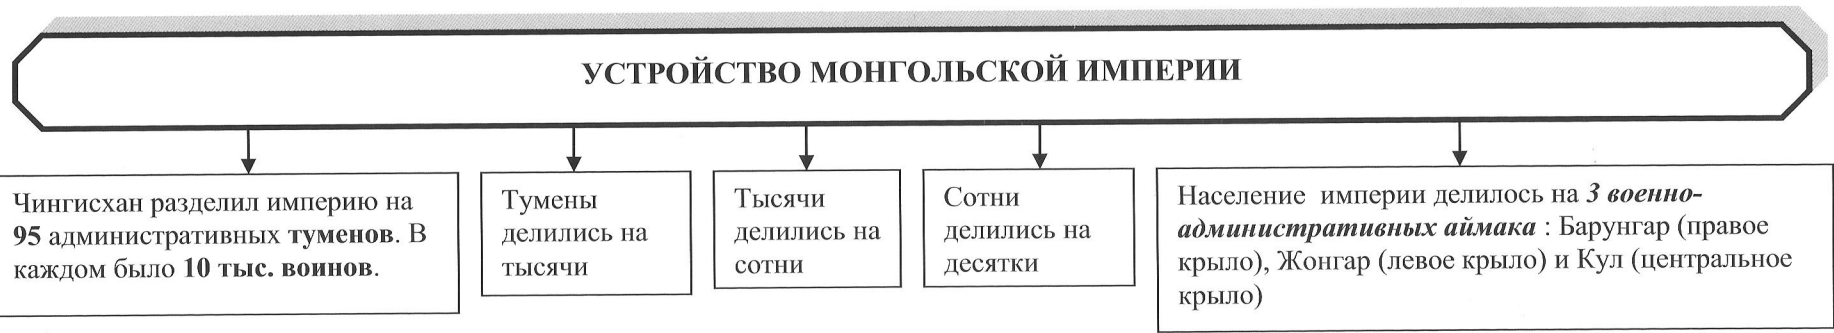 УСТРОЙСТВО МОНГОЛЬСКОЙ ИМПЕРИИ
Чингисхан разделил империю на
95 административных туменов. В
каждом было 10 тыс. воинов.
Тумены
делились на
тысячи
Тысячи
делились на
сотни
Сотни
делились на
десятки
Население империи делилось на 3 военно-
административных аймака : Барунгар (правое
крыло), Жонгар (левое крыло) и Кул (центральное
крыло)